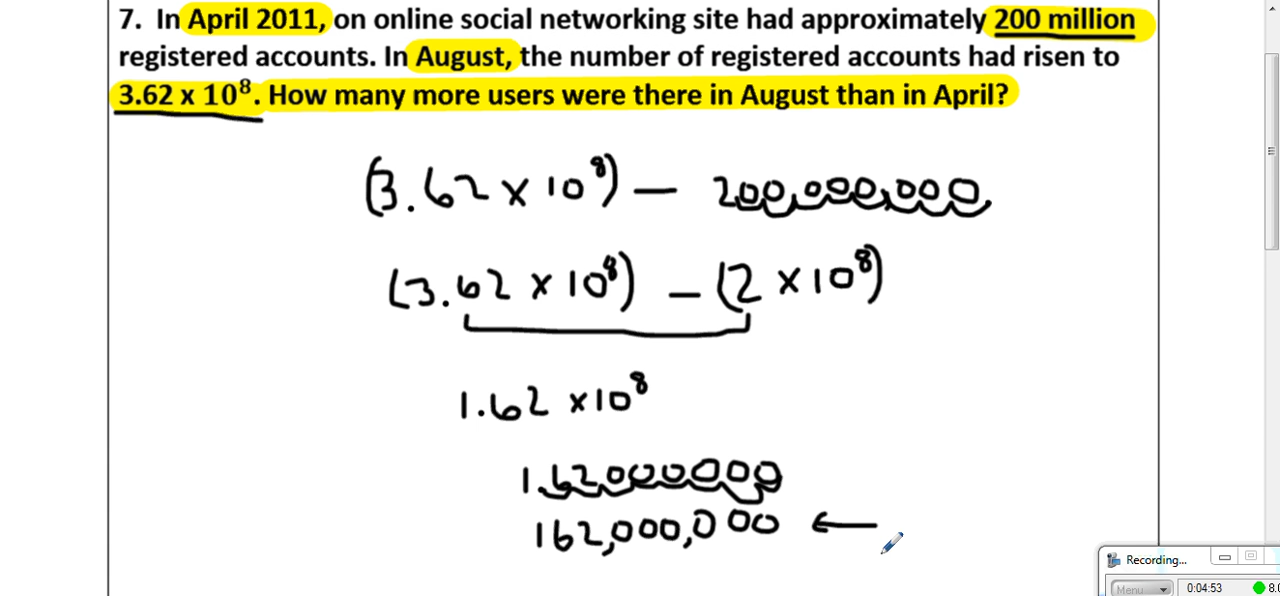 7. In April 2011, on online social networking site had approximately 200 million
registered accounts. In August, the number of registered accounts had risen to
3.62 x 10⁸. How many more users were there in August than in April?
(3.62 × 10⁸) − 200,000,000.
(3.62 × 10⁸) − (2 × 10⁸)
1.62 × 10⁸
1.62000000
162,000,000 ←
Recording...
Menu 0:04:53 8.0